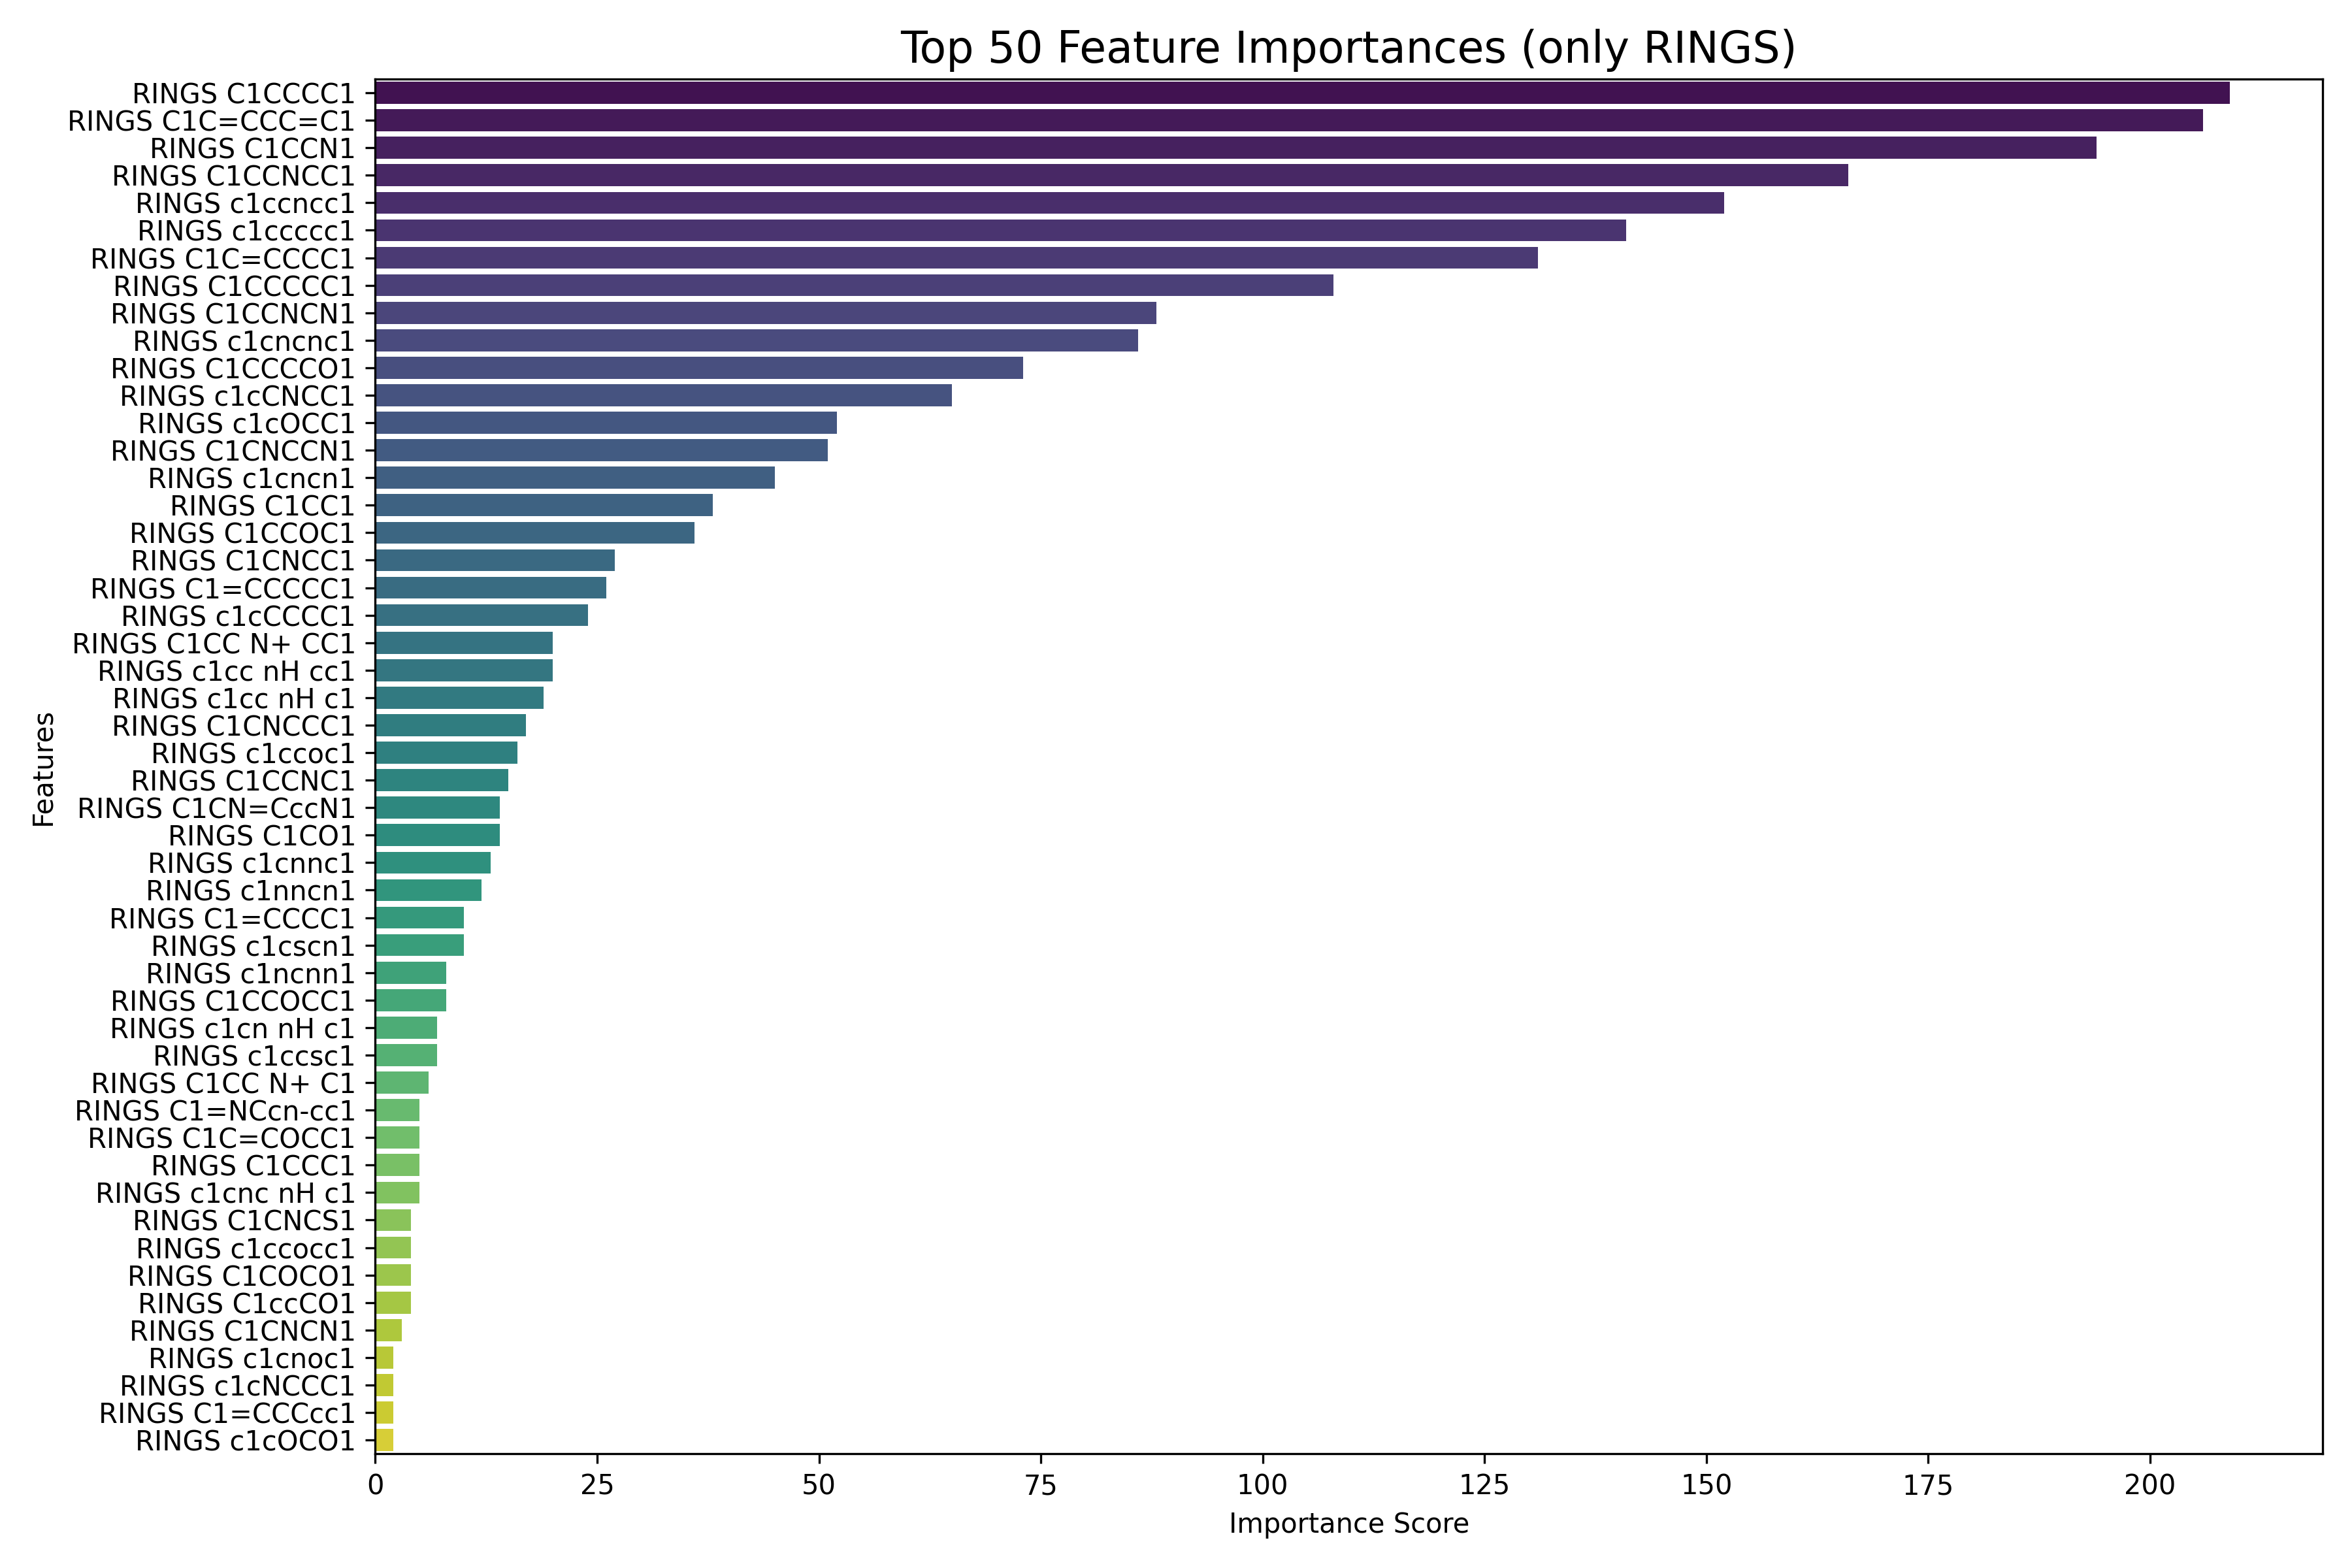 Top 50 Feature Importances (only RINGS)
RINGS C1CCCC1
RINGS C1C=CCC=C1
RINGS C1CCN1
RINGS C1CCNCC1
RINGS c1ccncc1
RINGS c1ccccc1
RINGS C1C=CCCC1
RINGS C1CCCCC1
RINGS C1CCNCN1
RINGS c1cncnc1
RINGS C1CCCCO1
RINGS c1cCNCC1
RINGS c1cOCC1
RINGS C1CNCCN1
RINGS c1cncn1
RINGS C1CC1
RINGS C1CCOC1
RINGS C1CNCC1
RINGS C1=CCCCC1
RINGS c1cCCCC1
RINGS C1CC N+ CC1
RINGS c1cc nH cc1
RINGS c1cc nH c1
RINGS C1CNCCC1
RINGS c1ccoc1
RINGS C1CCNC1
RINGS C1CN=CccN1
RINGS C1CO1
RINGS c1cnnc1
RINGS c1nncn1
RINGS C1=CCCC1
RINGS c1cscn1
RINGS c1ncnn1
RINGS C1CCOCC1
RINGS c1cn nH c1
RINGS c1ccsc1
RINGS C1CC N+ C1
RINGS C1=NCcn-cc1
RINGS C1C=COCC1
RINGS C1CCC1
RINGS c1cnc nH c1
RINGS C1CNCS1
RINGS c1ccocc1
RINGS C1COCO1
RINGS C1ccCO1
RINGS C1CNCN1
RINGS c1cnoc1
RINGS c1cNCCC1
RINGS C1=CCCcc1
RINGS c1cOCO1
Features
0 25 50 75 100 125 150 175 200
Importance Score